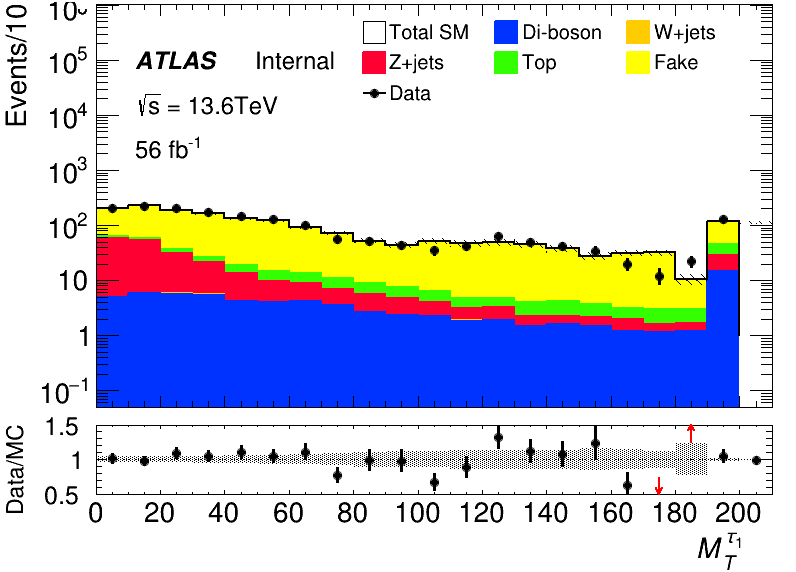 Events/10
10⁶
10⁵
10⁴
10³
10²
10
1
10⁻¹
Total SM
Di-boson
W+jets
Z+jets
Top
Fake
Data
ATLAS Internal
√s = 13.6TeV
56 fb⁻¹
Data/MC
1.5
1
0.5
0 20 40 60 80 100 120 140 160 180 200
M_T^{τ₁}